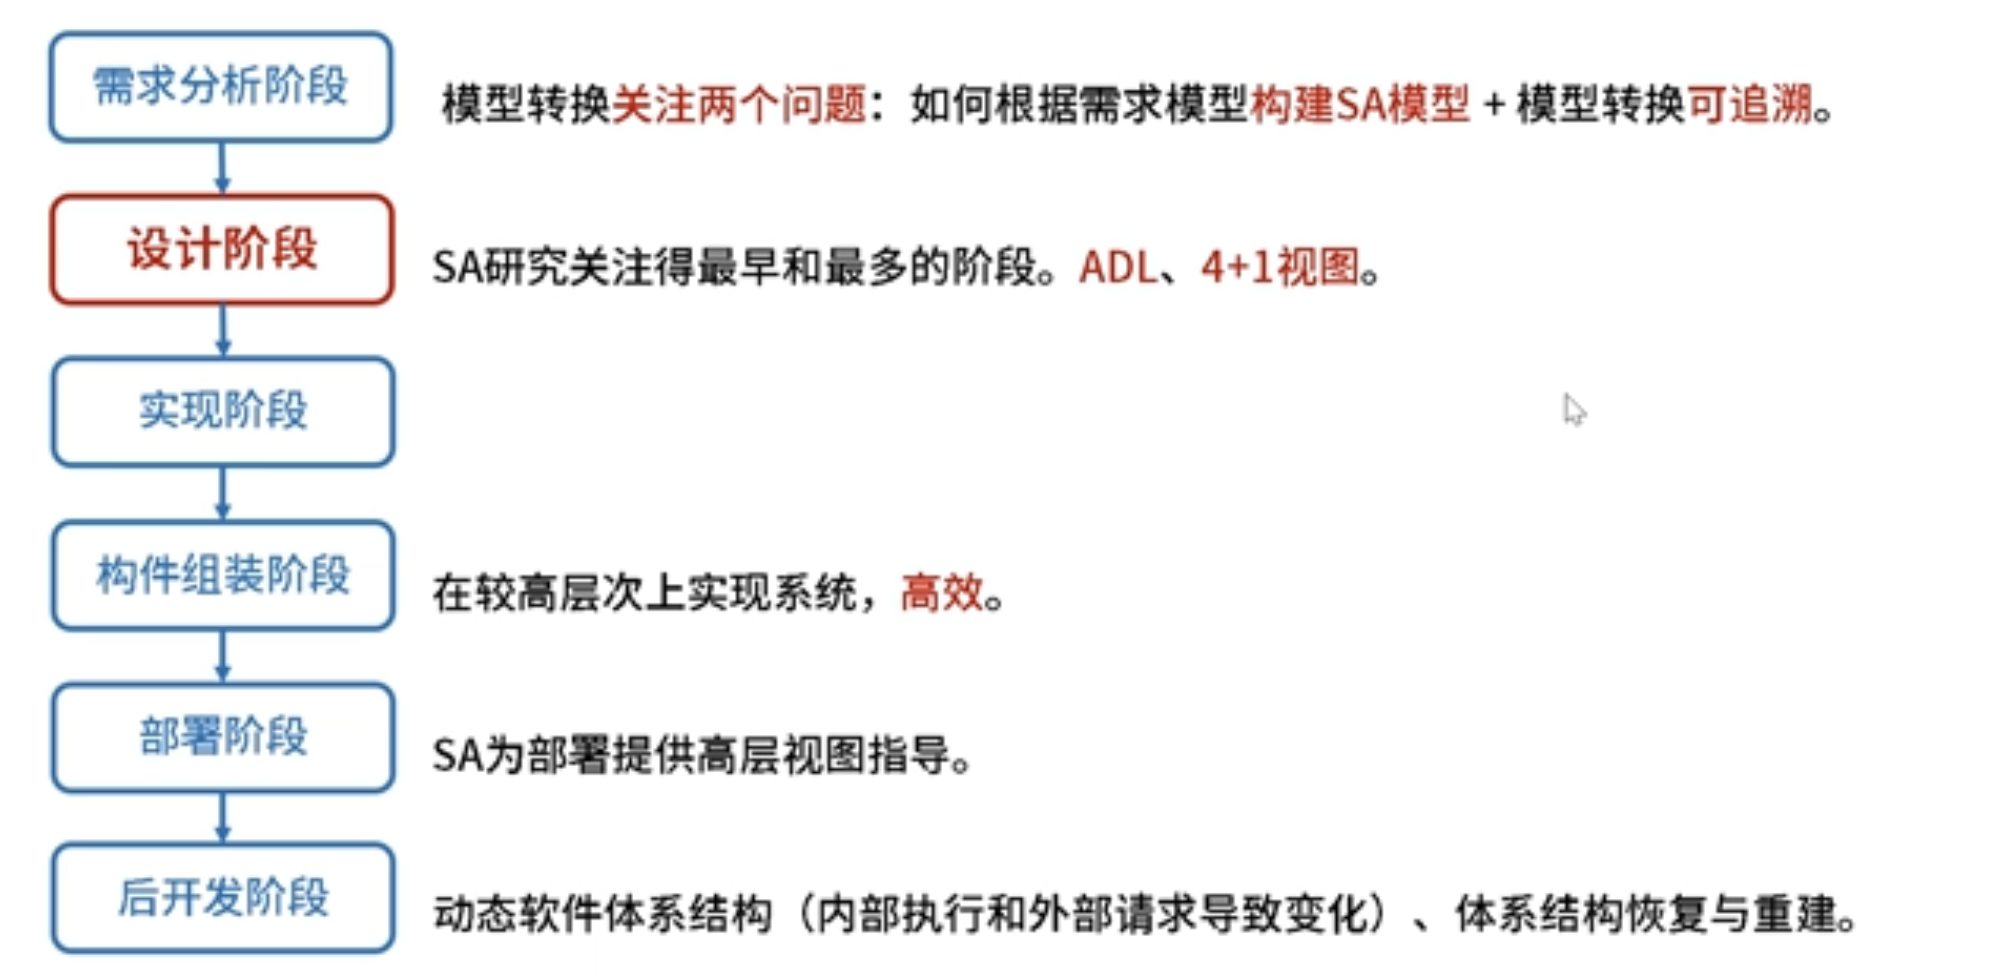 需求分析阶段
模型转换关注两个问题：如何根据需求模型构建SA模型 + 模型转换可追溯。
设计阶段
SA研究关注得最早和最多的阶段。ADL、4+1视图。
实现阶段
构件组装阶段
在较高层次上实现系统，高效。
部署阶段
SA为部署提供高层视图指导。
后开发阶段
动态软件体系结构（内部执行和外部请求导致变化）、体系结构恢复与重建。